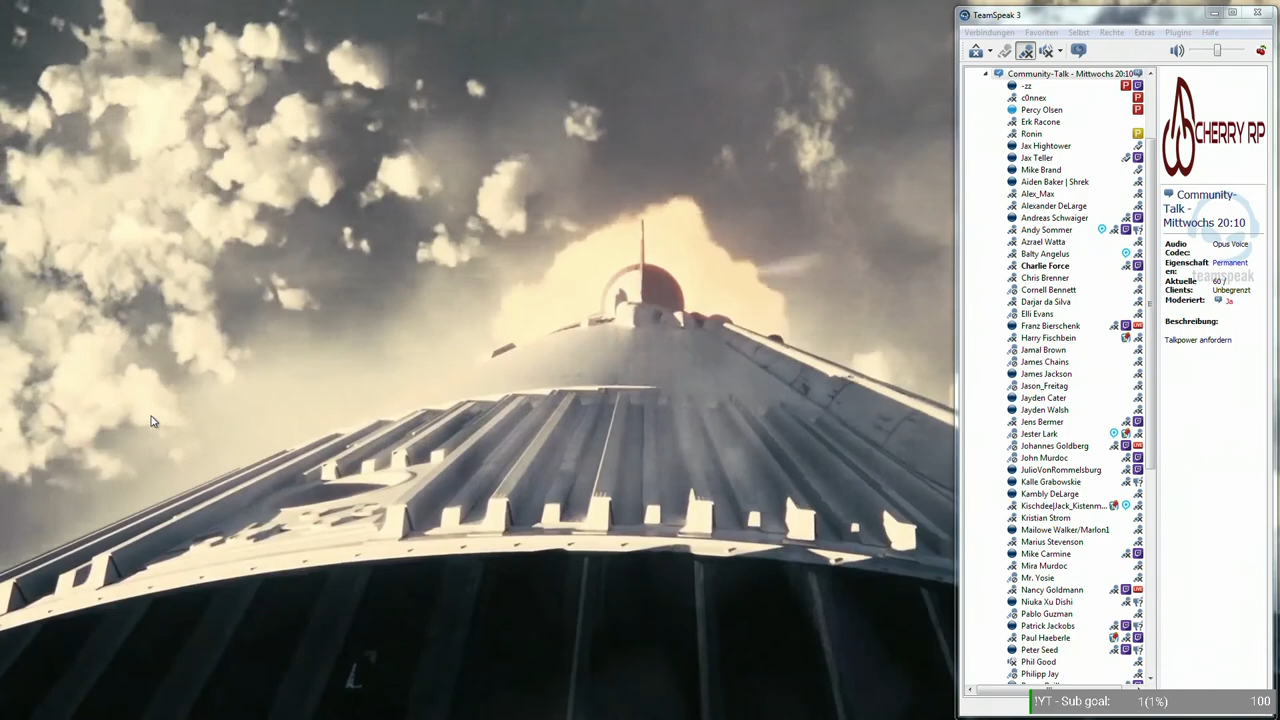 TeamSpeak 3
Verbindungen Favoriten Selbst Rechte Extras Plugins Hilfe
Community-Talk - Mittwochs 20:10
-zz
c0nnex
Percy Olsen
Erk Racone
Ronin
Jax Hightower
Jax Teller
Mike Brand
Aiden Baker | Shrek
Alex_Max
Alexander DeLarge
Andreas Schwaiger
Andy Sommer
Azrael Watta
Balty Angelus
Charlie Force
Chris Brenner
Cornell Bennett
Darjar da Silva
Elli Evans
Franz Bierschenk
Harry Fischbein
Jamal Brown
James Chains
James Jackson
Jason_Freitag
Jayden Cater
Jayden Walsh
Jens Bermer
Jester Lark
Johannes Goldberg
John Murdoc
JulioVonRommelsburg
Kalle Grabowskie
Kambly DeLarge
Kischdee|Jack_Kistenm...
Kristian Strom
Mailowe Walker/Marlon1
Marius Stevenson
Mike Carmine
Mira Murdoc
Mr. Yosie
Nancy Goldmann
Niuka Xu Dishi
Pablo Guzman
Patrick Jackobs
Paul Haeberle
Peter Seed
Phil Good
Philipp Jay
CHERRY RP
Community-
Talk -
Mittwochs 20:10
Audio Codec: Opus Voice
Eigenschaften: Permanent
Aktuelle Clients: 60 / Unbegrenzt
Moderiert: Ja
teamspeak
Beschreibung:
Talkpower anfordern
!YT - Sub goal: 1(1%) 100